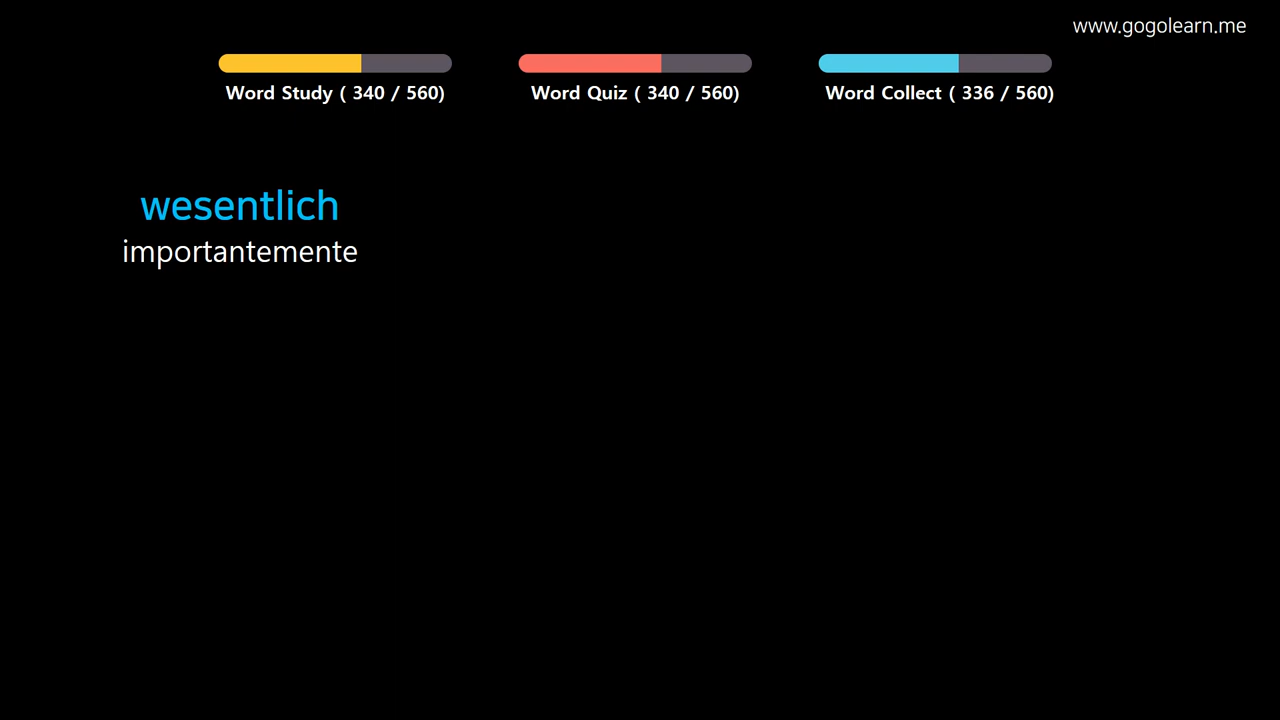 www.gogolearn.me
Word Study ( 340 / 560)
Word Quiz ( 340 / 560)
Word Collect ( 336 / 560)
wesentlich
importantemente